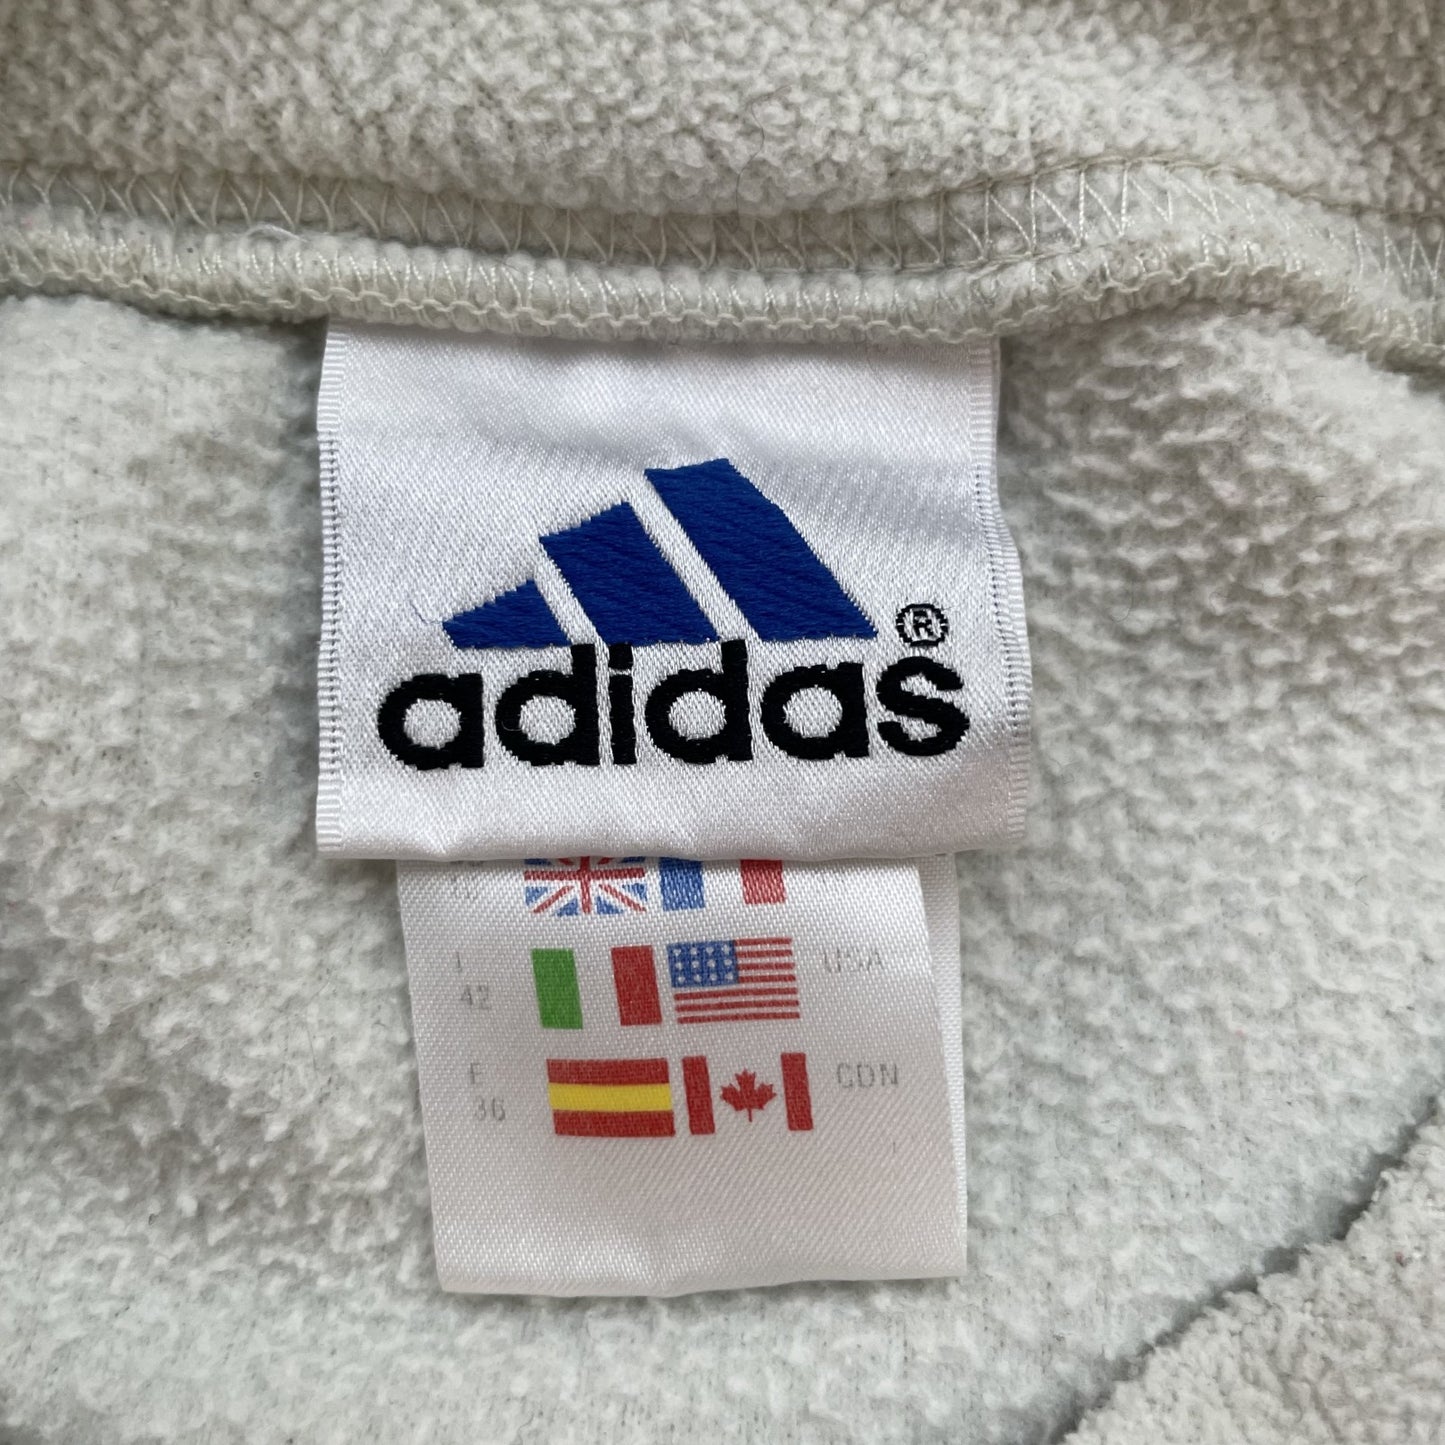 ®
adidas
I USA
42
E CDN
36